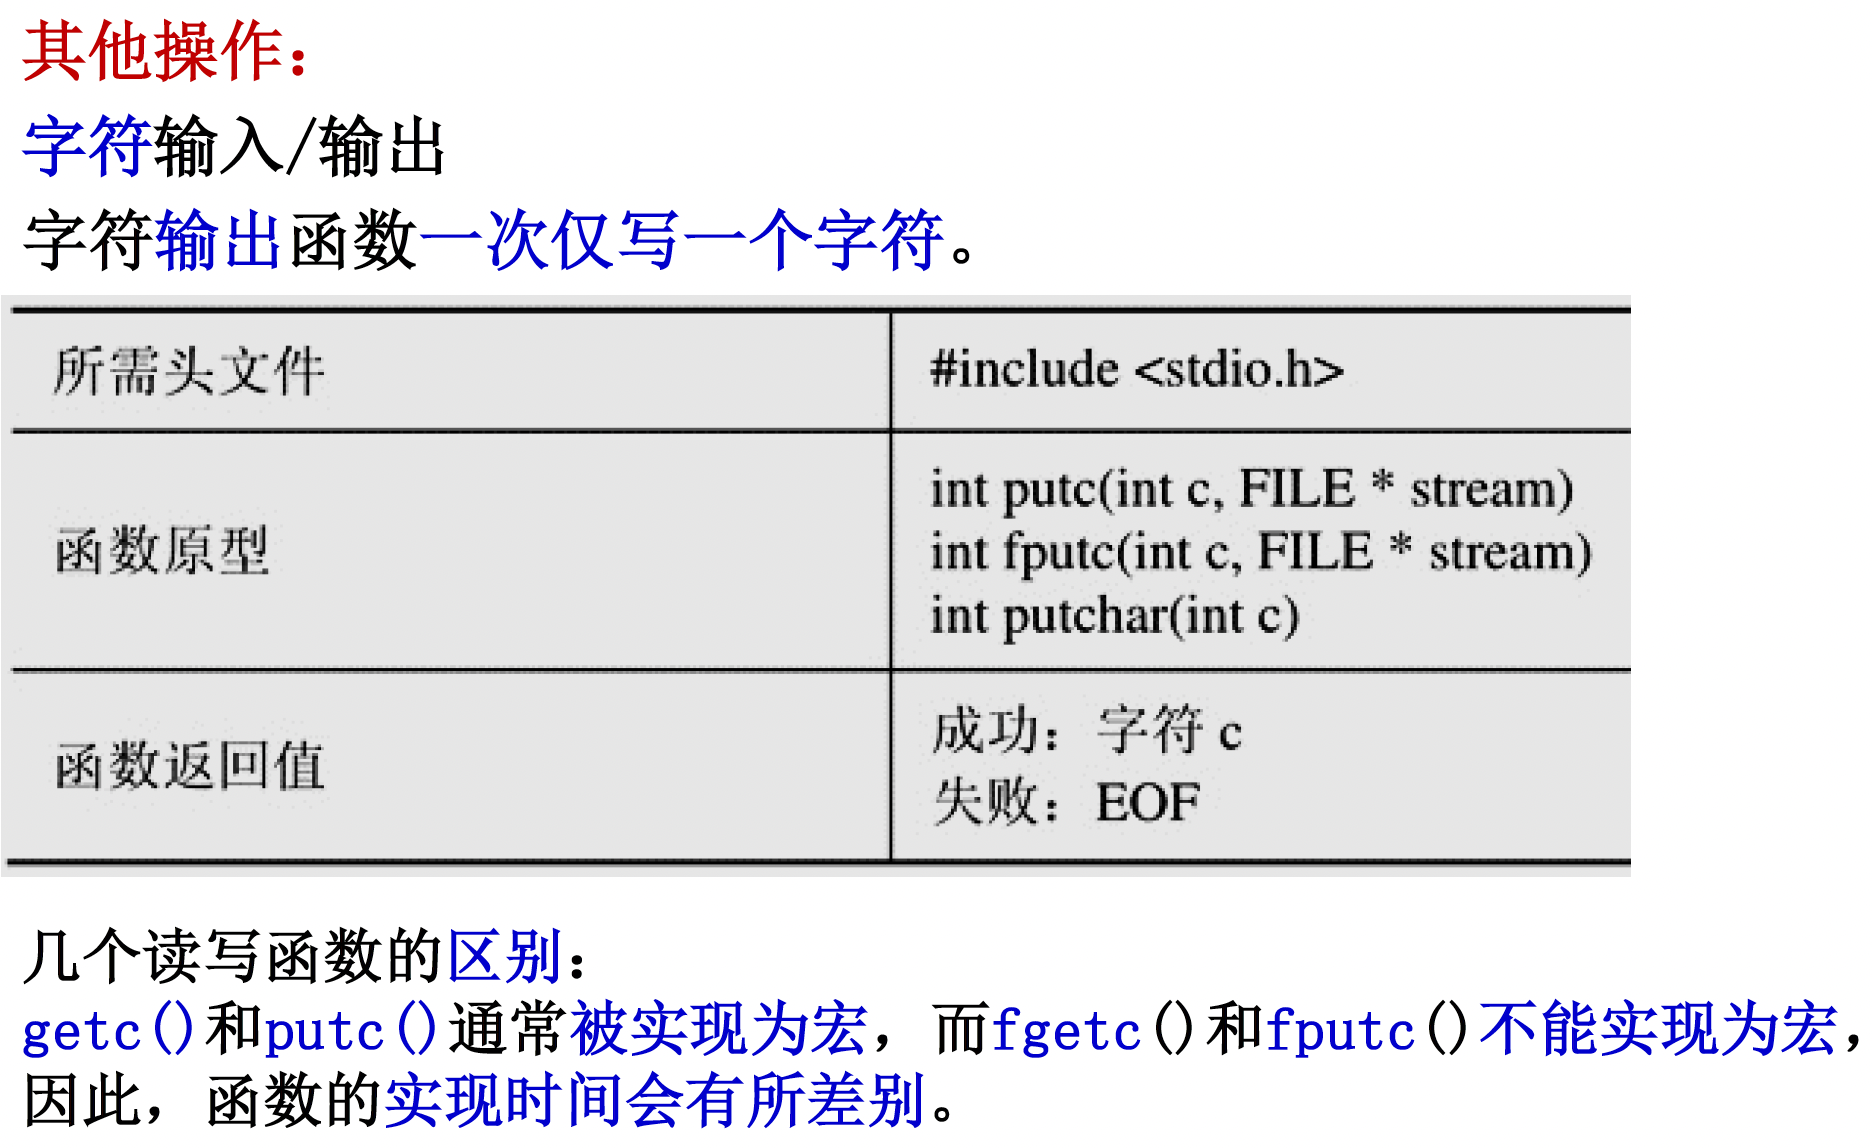 其他操作：
字符输入/输出
字符输出函数一次仅写一个字符。
所需头文件
#include <stdio.h>
函数原型
int putc(int c, FILE * stream)
int fputc(int c, FILE * stream)
int putchar(int c)
函数返回值
成功：字符 c
失败：EOF
几个读写函数的区别：
getc()和putc()通常被实现为宏，而fgetc()和fputc()不能实现为宏，
因此，函数的实现时间会有所差别。